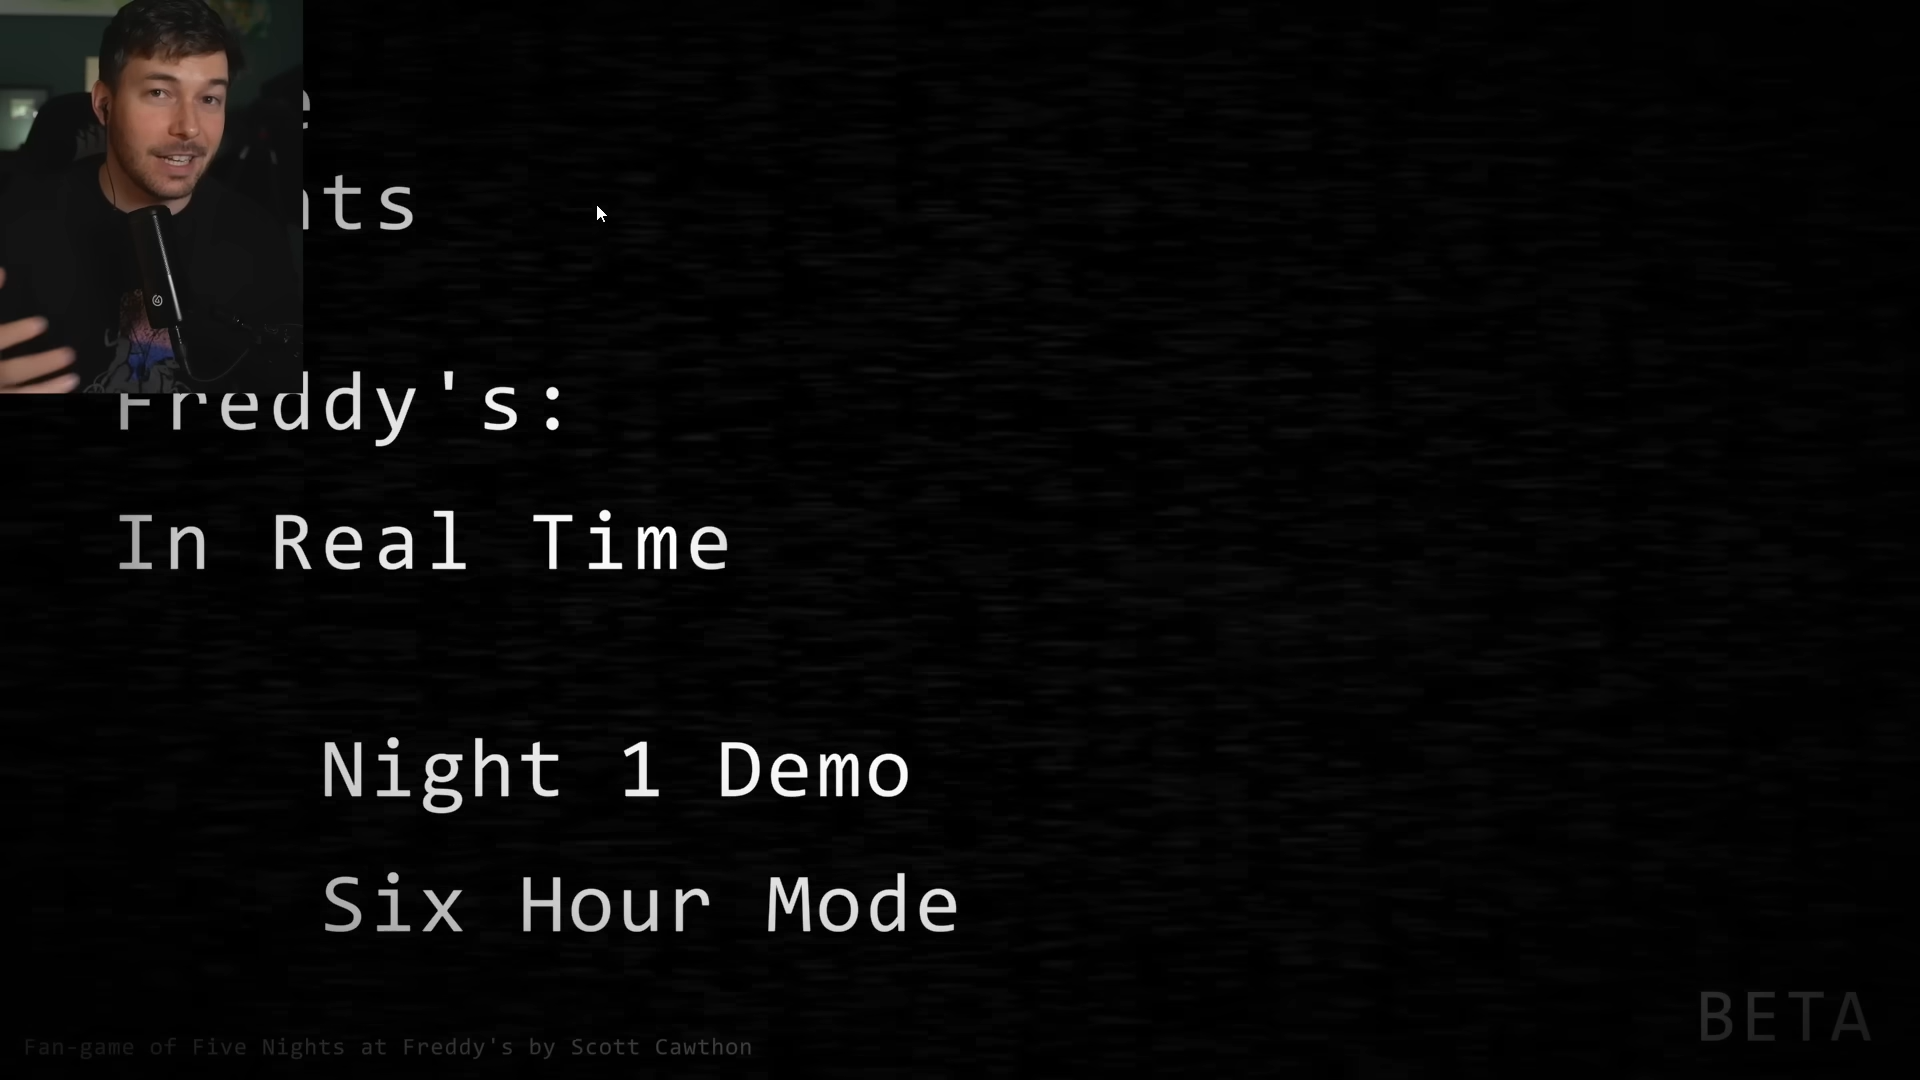 e
nts
Freddy's:
In Real Time
Night 1 Demo
Six Hour Mode
BETA
Fan-game of Five Nights at Freddy's by Scott Cawthon